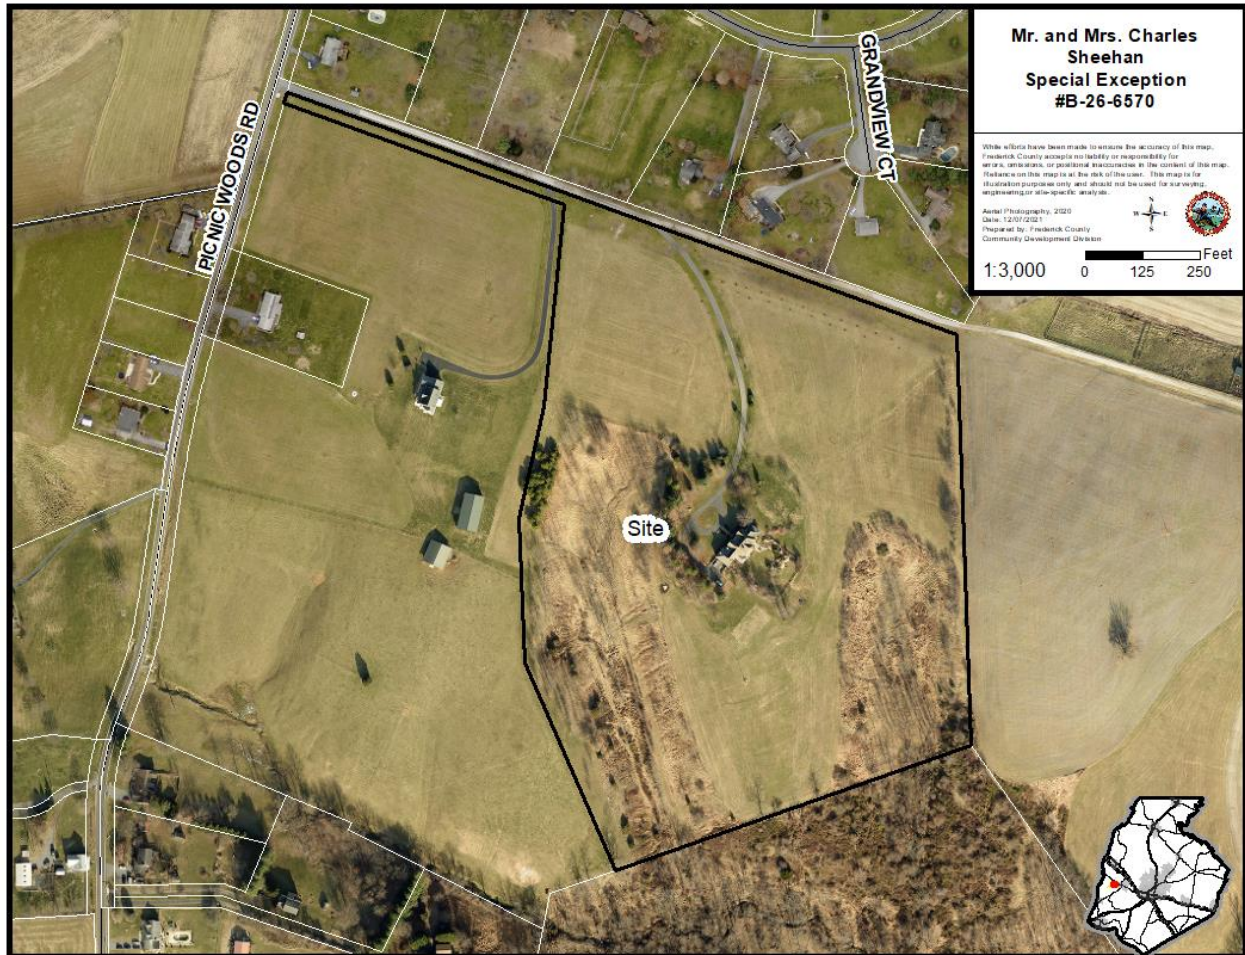 Mr. and Mrs. Charles
Sheehan
Special Exception
#B-26-6570
While efforts have been made to ensure the accuracy of this map,
Frederick County accepts no liability or responsibility for
errors, omissions, or positional inaccuracies in the content of this map.
Reliance on this map is at the risk of the user. This map is for
illustration purposes only and should not be used for surveying,
engineering, or site-specific analysis.
Aerial Photography, 2020
Date: 12/07/2021
Prepared by: Frederick County
Community Development Division
N
W E
S
1:3,000
Feet
0 125 250
GRANDVIEW CT
PICNIC WOODS RD
Site